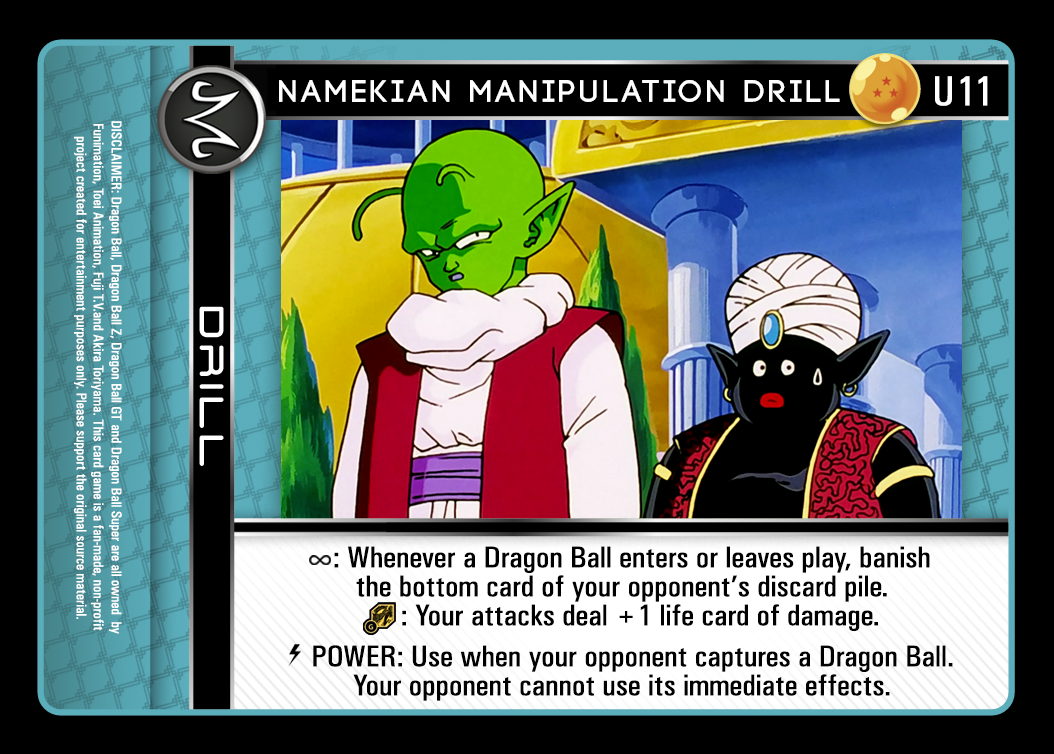 NAMEKIAN MANIPULATION DRILL
U11
M
DRILL
DISCLAIMER: Dragon Ball, Dragon Ball Z, Dragon Ball GT and Dragon Ball Super are all owned by
Funimation, Toei Animation, Fuji T.V.and Akira Toriyama. This card game is a fan-made, non-profit
project created for entertainment purposes only. Please support the original source material.
∞: Whenever a Dragon Ball enters or leaves play, banish
the bottom card of your opponent’s discard pile.
G : Your attacks deal +1 life card of damage.
POWER: Use when your opponent captures a Dragon Ball.
Your opponent cannot use its immediate effects.